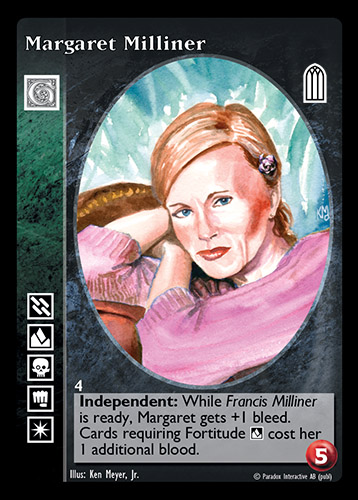 Margaret Milliner
G
KMJ
4
Independent: While Francis Milliner
is ready, Margaret gets +1 bleed.
Cards requiring Fortitude cost her
1 additional blood.
5
Illus: Ken Meyer, Jr.
© Paradox Interactive AB (publ)